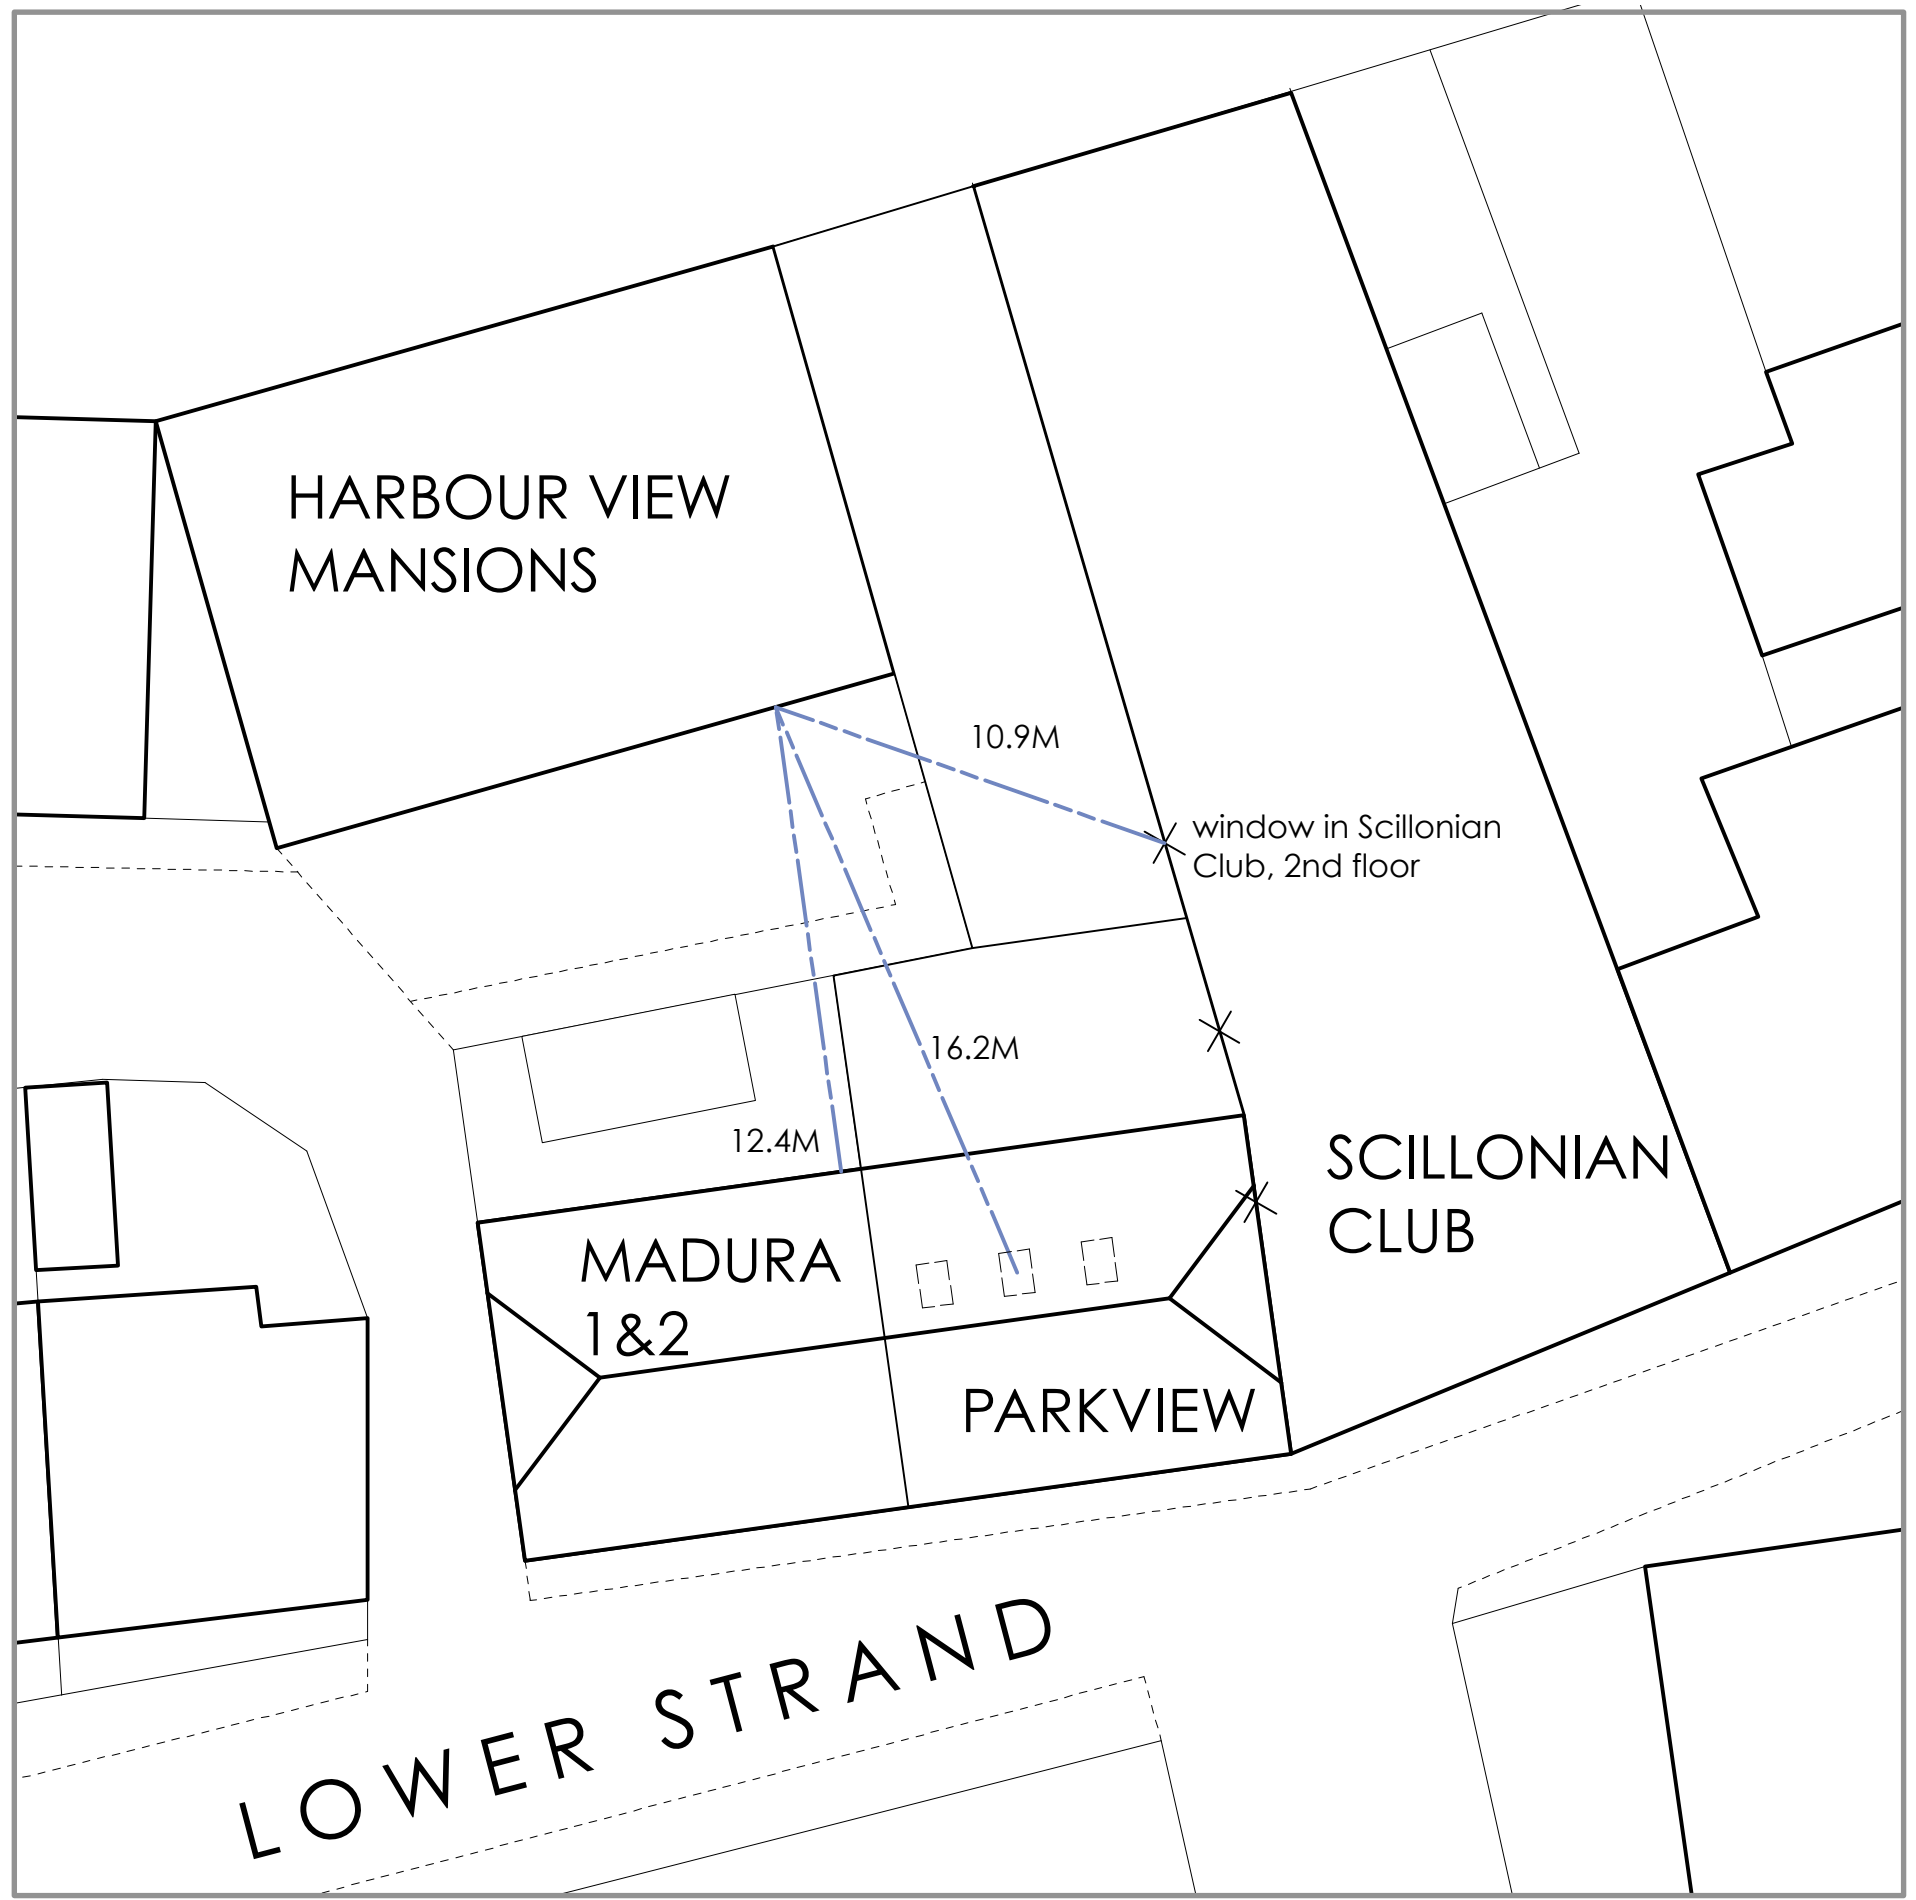 HARBOUR VIEW
MANSIONS
10.9M
window in Scillonian
Club, 2nd floor
16.2M
12.4M
SCILLONIAN
CLUB
MADURA
1&2
PARKVIEW
LOWER STRAND